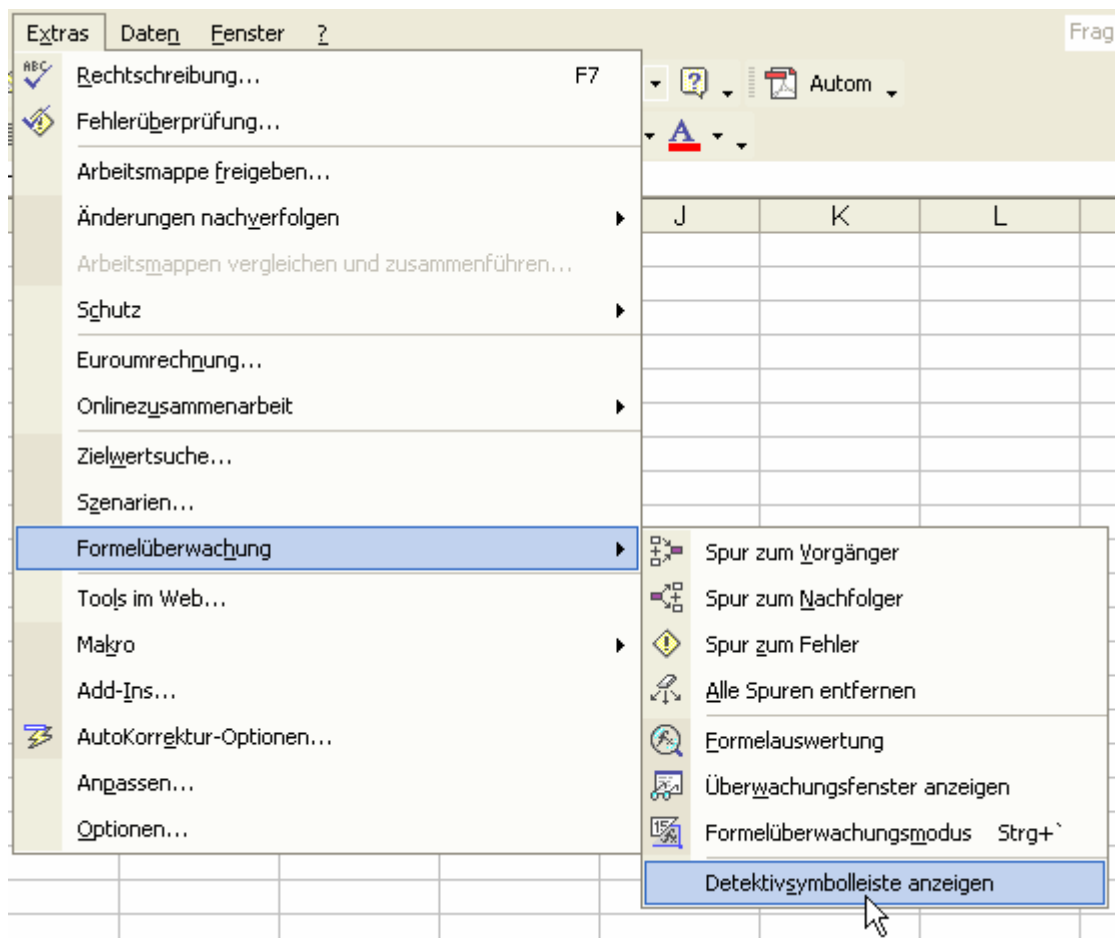 Extras Daten Fenster ? Frag
Rechtschreibung... F7
Autom
Fehlerüberprüfung...
Arbeitsmappe freigeben...
Änderungen nachverfolgen
J K L
Arbeitsmappen vergleichen und zusammenführen...
Schutz
Euroumrechnung...
Onlinezusammenarbeit
Zielwertsuche...
Szenarien...
Formelüberwachung
Tools im Web...
Makro
Add-Ins...
AutoKorrektur-Optionen...
Anpassen...
Optionen...
Spur zum Vorgänger
Spur zum Nachfolger
Spur zum Fehler
Alle Spuren entfernen
Formelauswertung
Überwachungsfenster anzeigen
Formelüberwachungsmodus Strg+`
Detektivsymbolleiste anzeigen